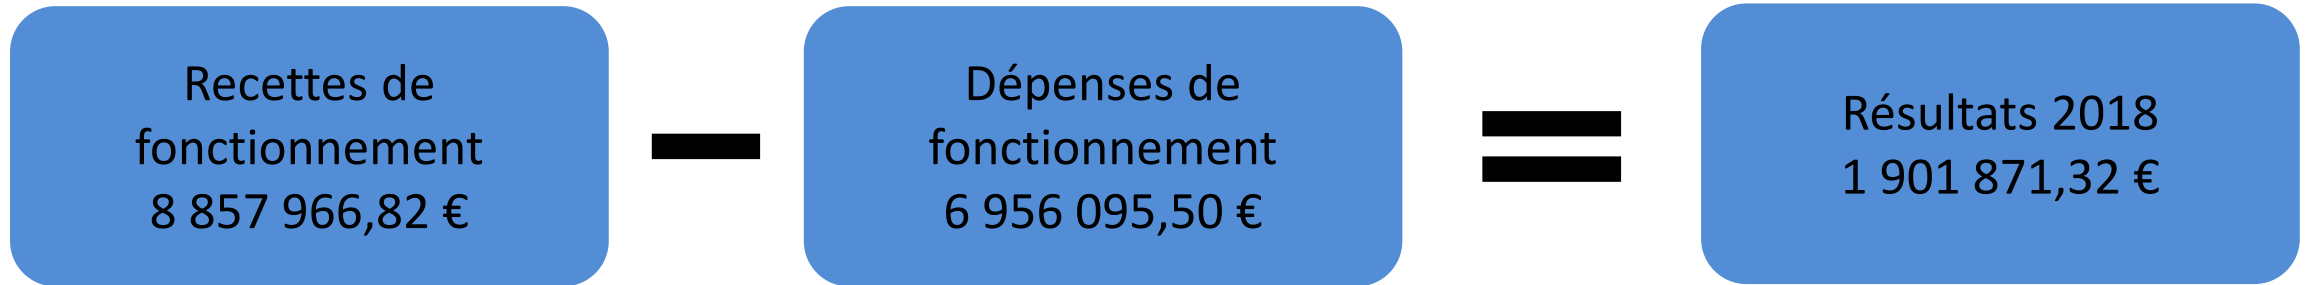 Recettes de
fonctionnement
8 857 966,82 €
Dépenses de
fonctionnement
6 956 095,50 €
Résultats 2018
1 901 871,32 €